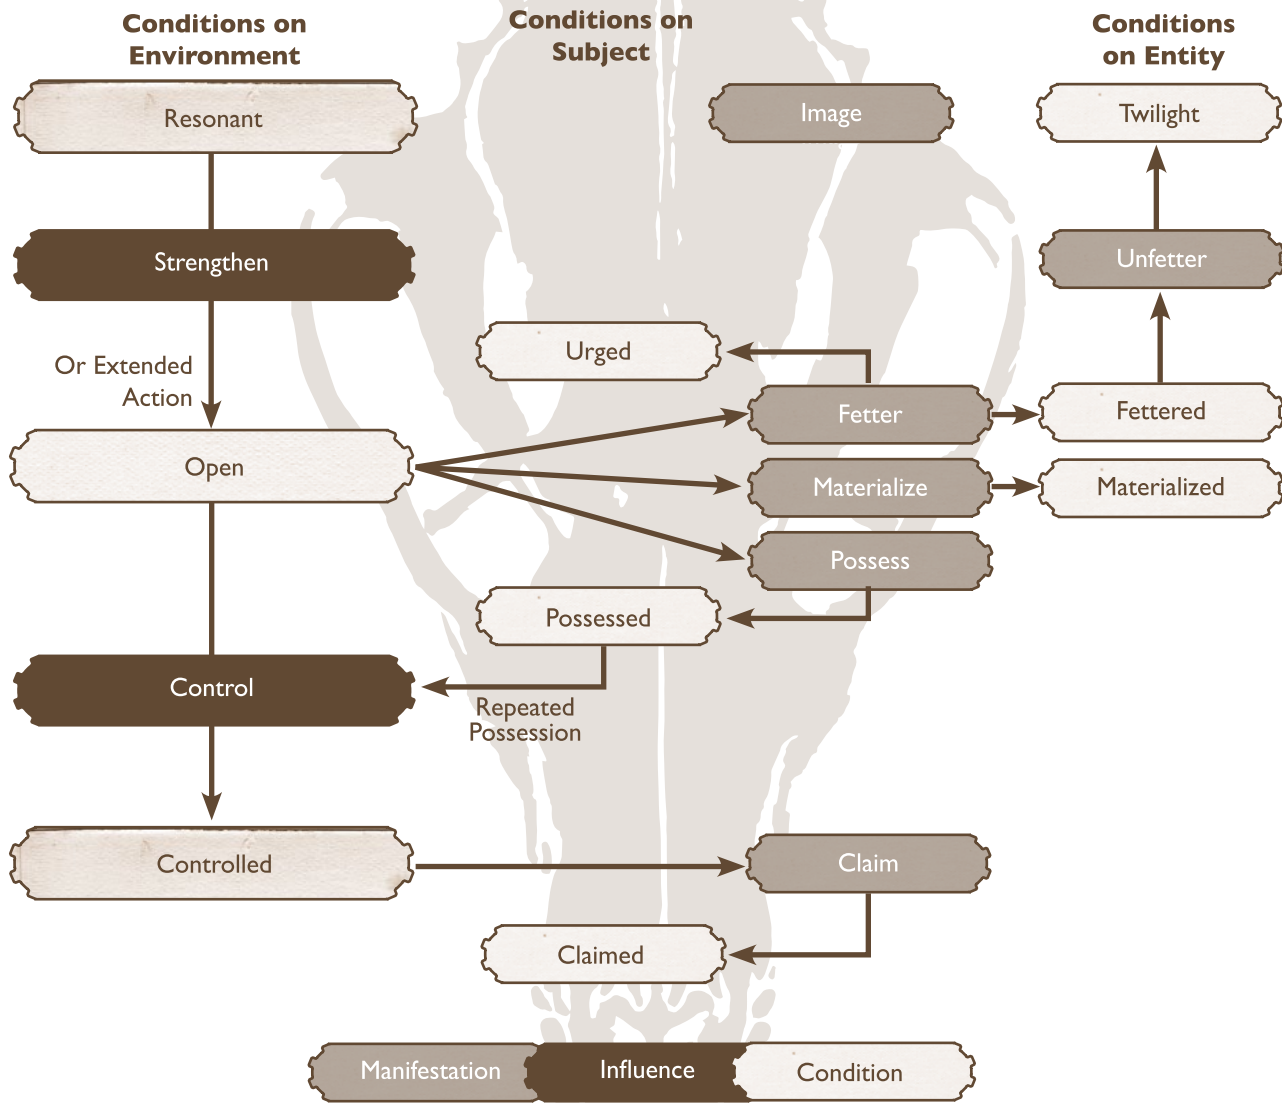 Conditions on
Environment
Conditions on
Subject
Conditions
on Entity
Resonant
Image
Twilight
Strengthen
Unfetter
Or Extended
Action
Urged
Fetter
Fettered
Open
Materialize
Materialized
Possess
Possessed
Control
Repeated
Possession
Controlled
Claim
Claimed
Manifestation
Influence
Condition